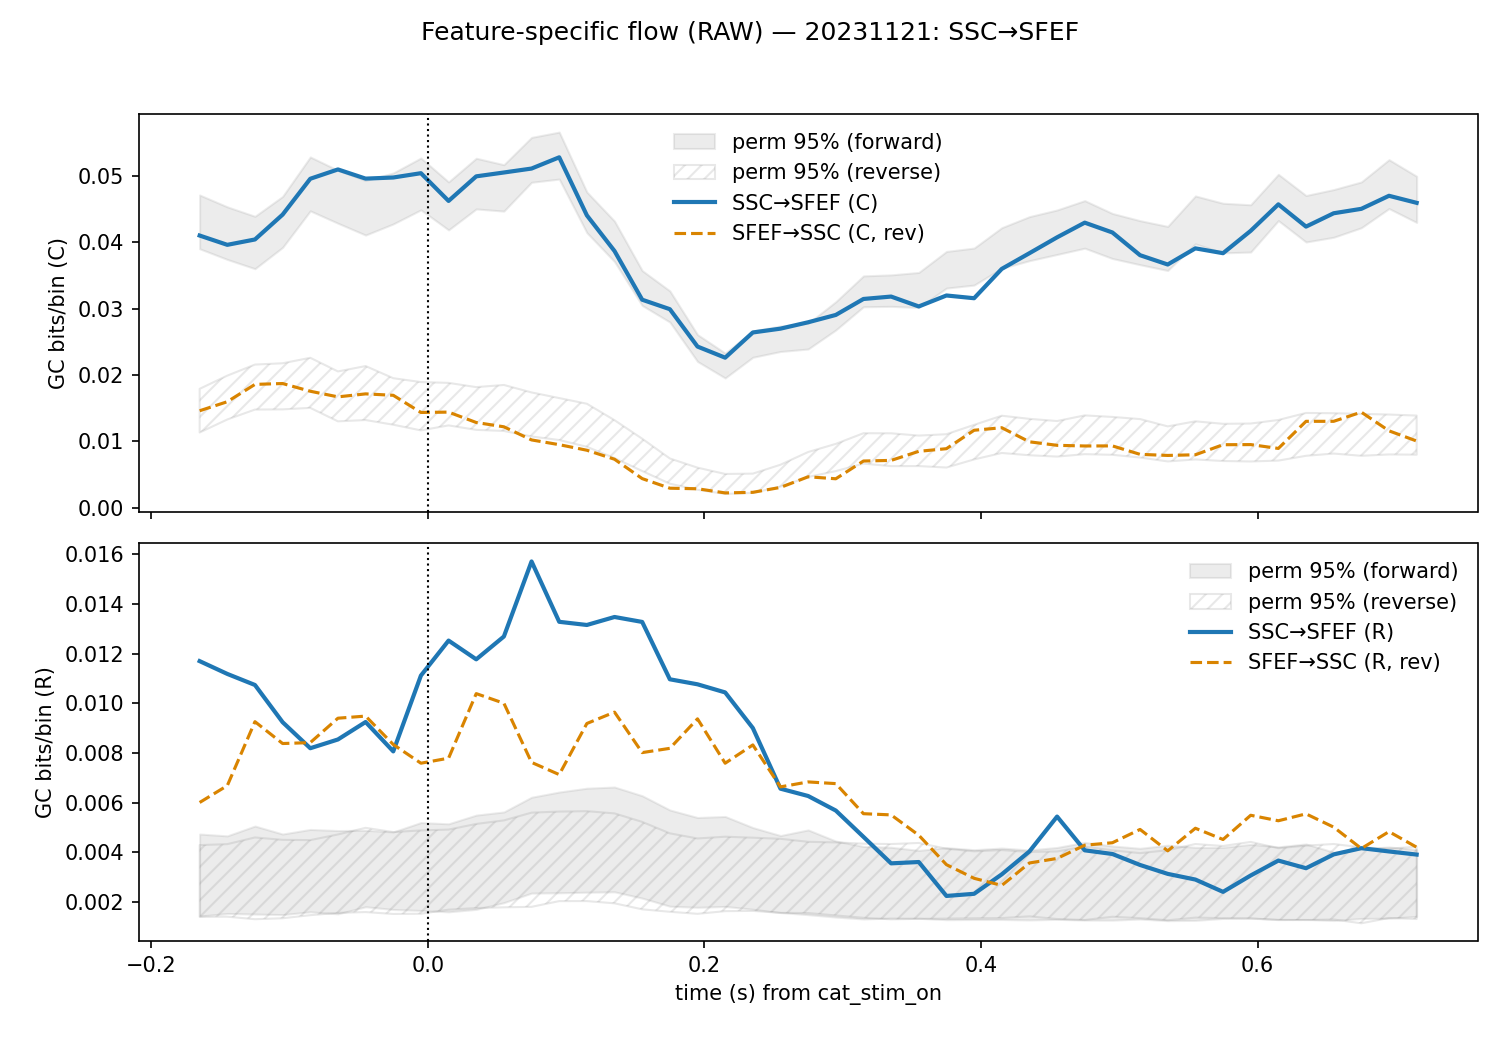 Feature-specific flow (RAW) — 20231121: SSC→SFEF
GC bits/bin (C)
0.05
0.04
0.03
0.02
0.01
0.00
perm 95% (forward)
perm 95% (reverse)
SSC→SFEF (C)
SFEF→SSC (C, rev)
GC bits/bin (R)
0.016
0.014
0.012
0.010
0.008
0.006
0.004
0.002
perm 95% (forward)
perm 95% (reverse)
SSC→SFEF (R)
SFEF→SSC (R, rev)
−0.2 0.0 0.2 0.4 0.6
time (s) from cat_stim_on